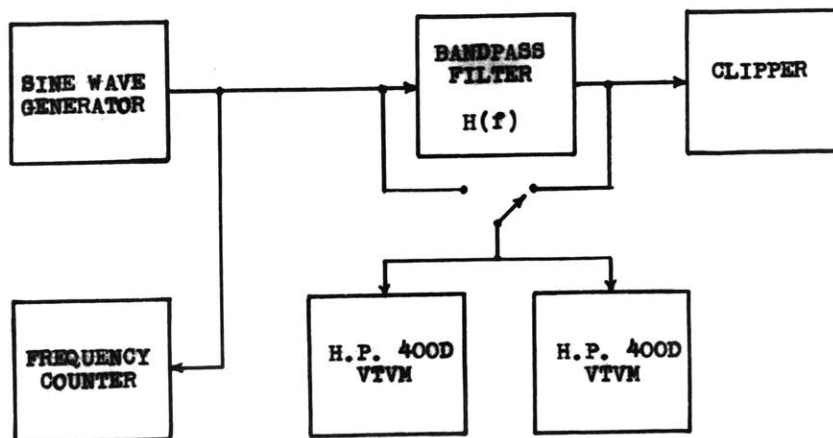 SINE WAVE
GENERATOR
BANDPASS
FILTER
H(f)
CLIPPER
FREQUENCY
COUNTER
H.P. 400D
VTVM
H.P. 400D
VTVM